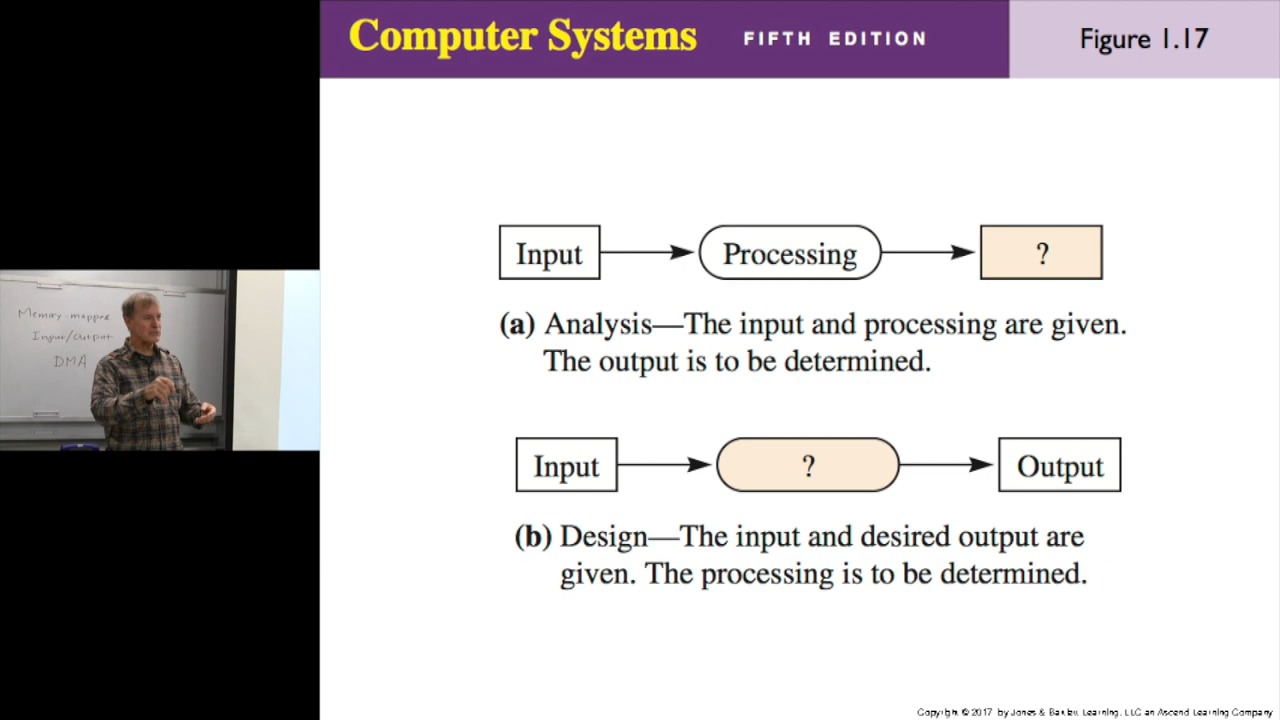 Computer Systems FIFTH EDITION Figure 1.17
Memory-mapped
Input/Output
DMA
Input Processing ?
(a) Analysis—The input and processing are given.
The output is to be determined.
Input ? Output
(b) Design—The input and desired output are
given. The processing is to be determined.
Copyright © 2017 by Jones & Bartlett Learning, LLC an Ascend Learning Company